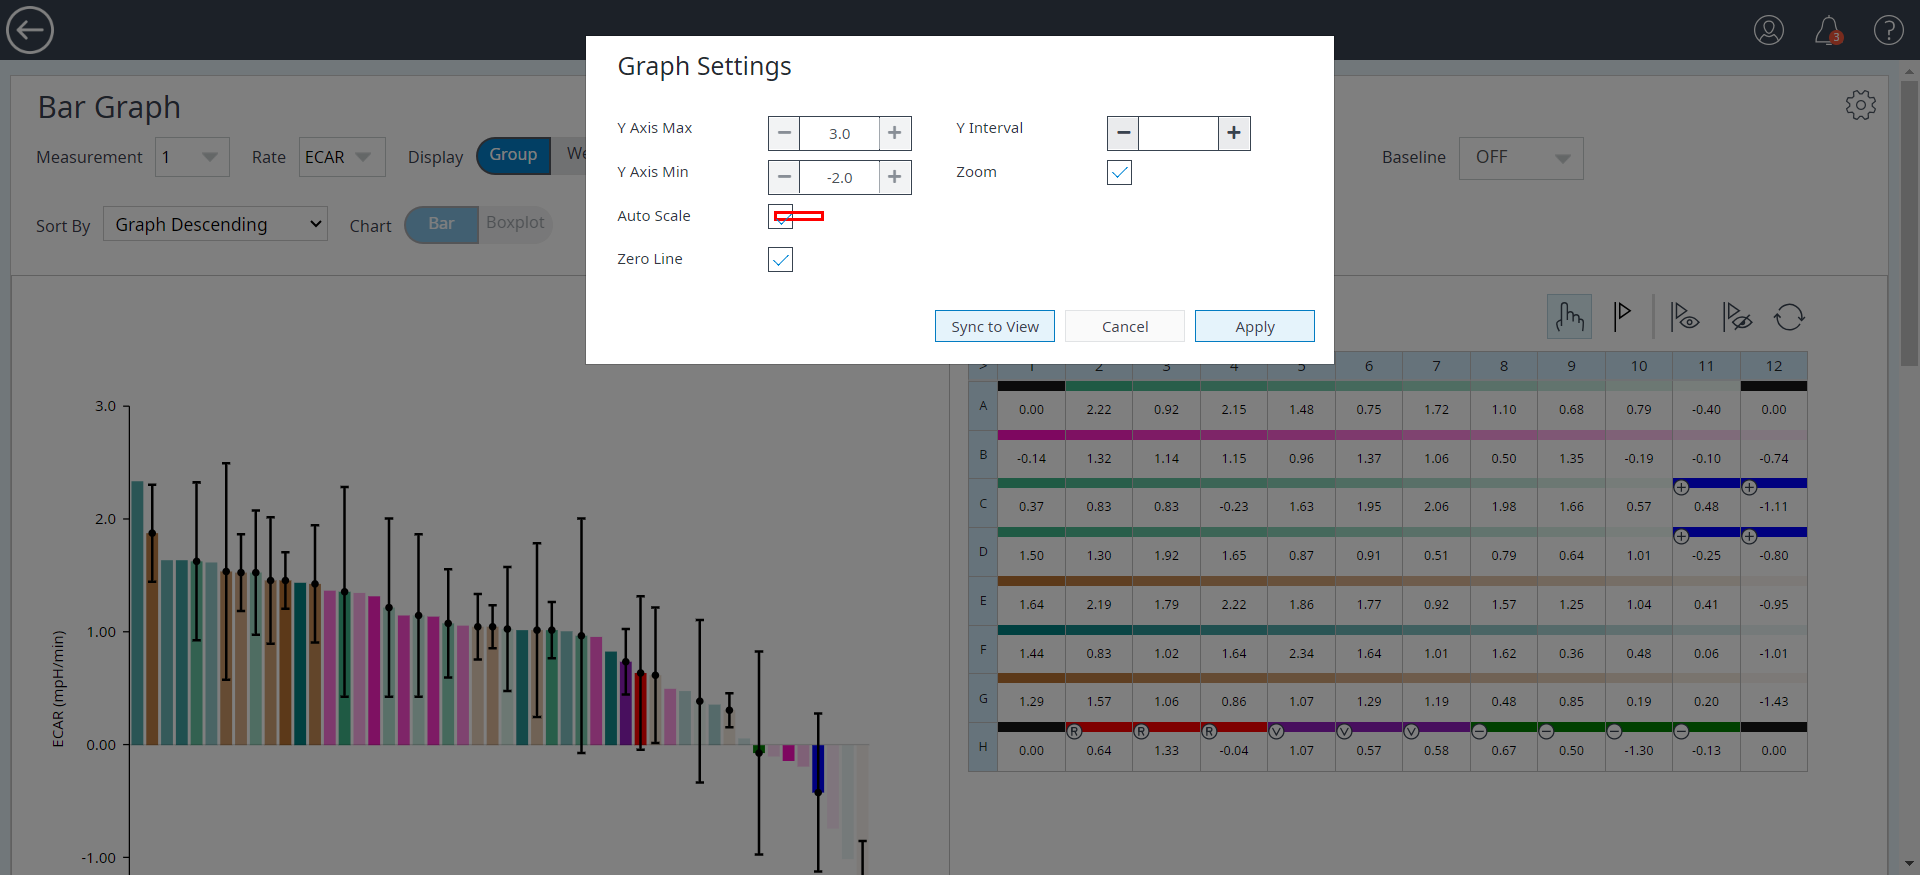 3
Graph Settings
Y Axis Max
3.0
Y Interval
Y Axis Min
-2.0
Zoom
Auto Scale
Zero Line
Sync to View
Cancel
Apply
Bar Graph
Measurement 1 Rate ECAR Display Group We
Baseline OFF
Sort By Graph Descending Chart Bar Boxplot
3.0
2.0
1.00
0.00
-1.00
ECAR (mpH/min)
> 1 2 3 4 5 6 7 8 9 10 11 12
A 0.00 2.22 0.92 2.15 1.48 0.75 1.72 1.10 0.68 0.79 -0.40 0.00
B -0.14 1.32 1.14 1.15 0.96 1.37 1.06 0.50 1.35 -0.19 -0.10 -0.74
C 0.37 0.83 0.83 -0.23 1.63 1.95 2.06 1.98 1.66 0.57 0.48 -1.11
D 1.50 1.30 1.92 1.65 0.87 0.91 0.51 0.79 0.64 1.01 -0.25 -0.80
E 1.64 2.19 1.79 2.22 1.86 1.77 0.92 1.57 1.25 1.04 0.41 -0.95
F 1.44 0.83 1.02 1.64 2.34 1.64 1.01 1.62 0.36 0.48 0.06 -1.01
G 1.29 1.57 1.06 0.86 1.07 1.29 1.19 0.48 0.85 0.19 0.20 -1.43
R R R V V V
H 0.00 0.64 1.33 -0.04 1.07 0.57 0.58 0.67 0.50 -1.30 -0.13 0.00